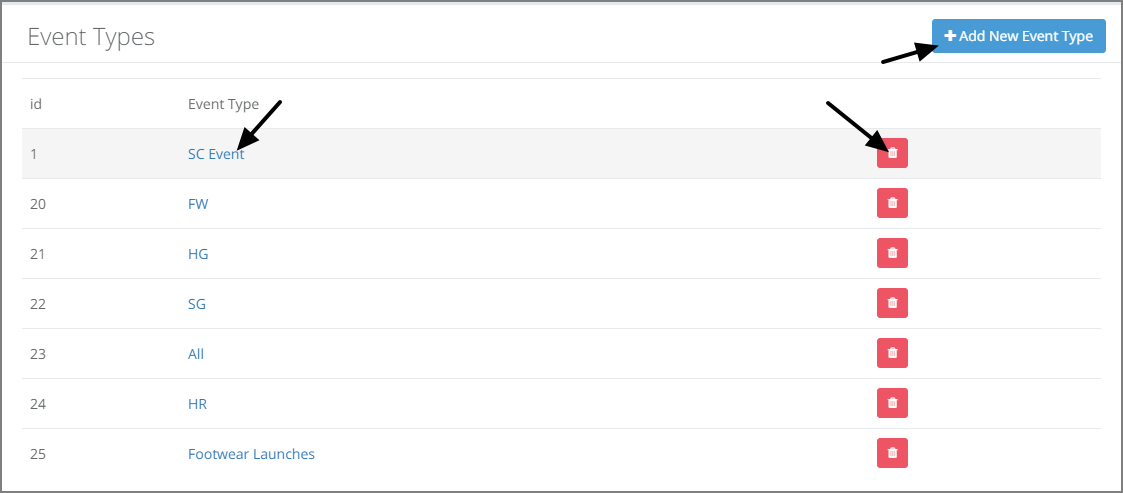 Event Types
Add New Event Type
id Event Type
1 SC Event
20 FW
21 HG
22 SG
23 All
24 HR
25 Footwear Launches